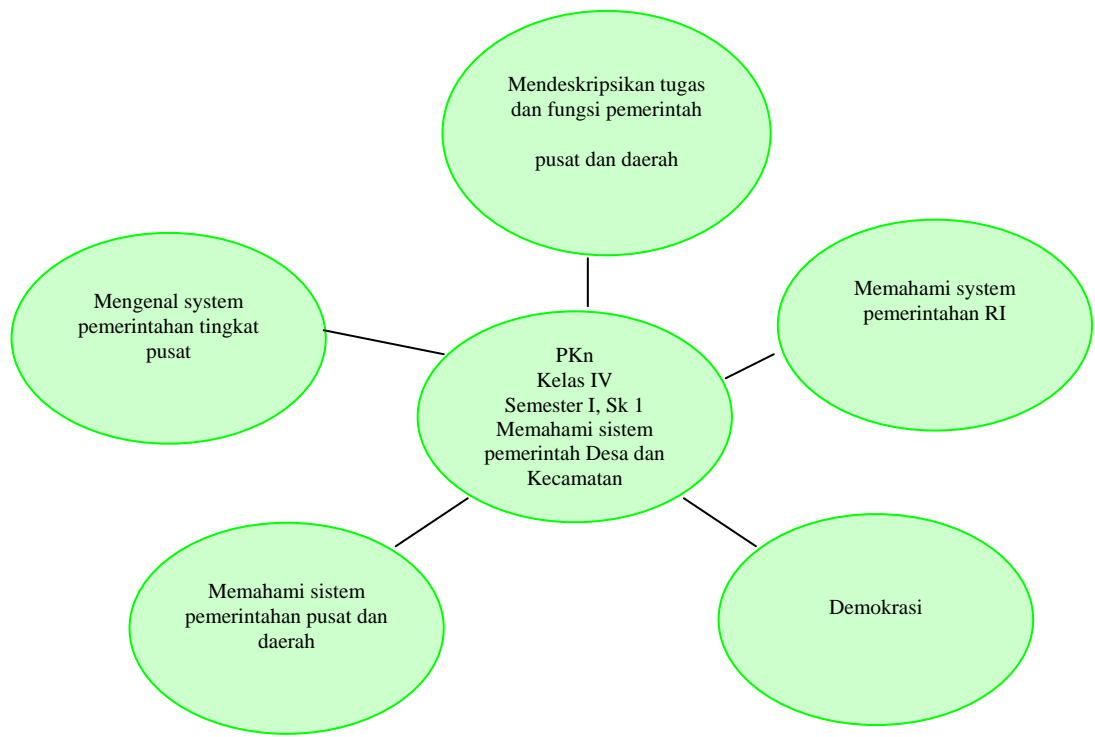 Mendeskripsikan tugas
dan fungsi pemerintah
pusat dan daerah
Mengenal system
pemerintahan tingkat
pusat
Memahami system
pemerintahan RI
PKn
Kelas IV
Semester I, Sk 1
Memahami sistem
pemerintah Desa dan
Kecamatan
Memahami sistem
pemerintahan pusat dan
daerah
Demokrasi